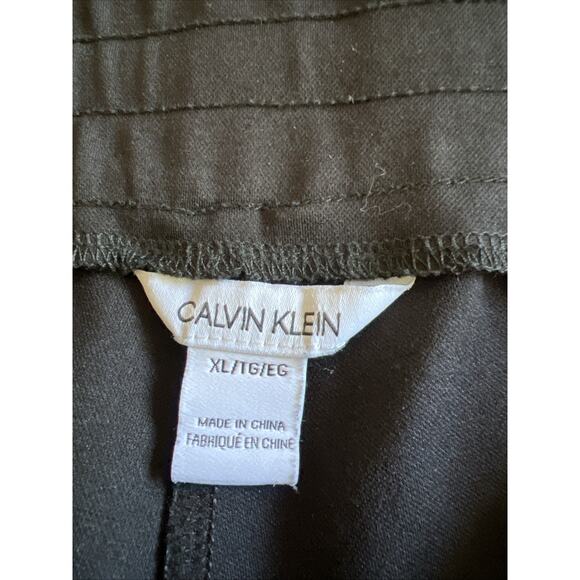 CALVIN KLEIN
XL/TG/EG
MADE IN CHINA
FABRIQUÉ EN CHINE